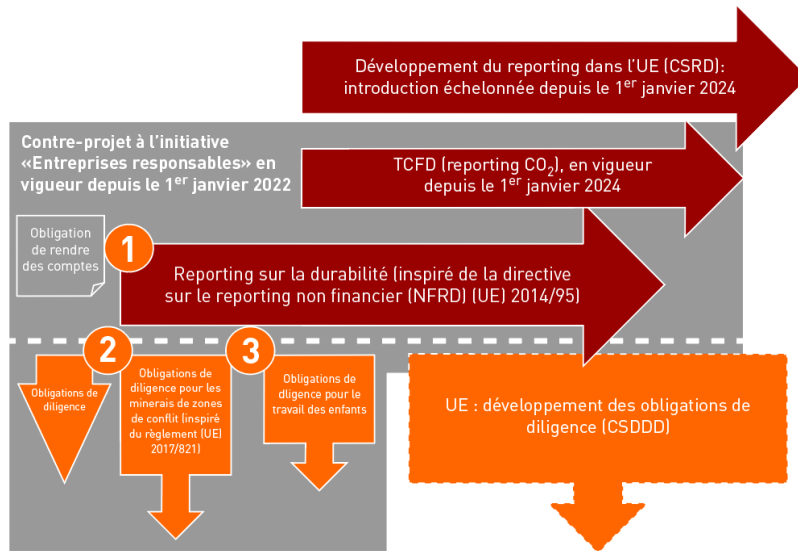 Développement du reporting dans l'UE (CSRD):
introduction échelonnée depuis le 1er janvier 2024
Contre-projet à l'initiative
«Entreprises responsables» en
vigueur depuis le 1er janvier 2022
TCFD (reporting CO2), en vigueur
depuis le 1er janvier 2024
Obligation
de rendre
des comptes
1
Reporting sur la durabilité (inspiré de la directive
sur le reporting non financier (NFRD) (UE) 2014/95)
Obligations de
diligence
2
Obligations de
diligence pour les
minerais de zones
de conflit (inspiré
du règlement (UE)
2017/821)
3
Obligations de
dligence pour le
travail des enfants
UE : développement des obligations de
diligence (CSDDD)